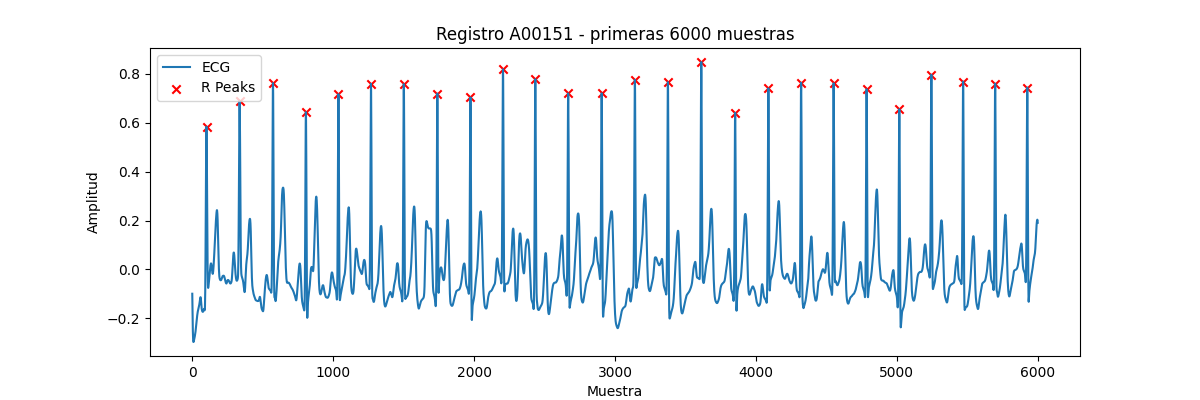 Registro A00151 - primeras 6000 muestras
ECG
R Peaks
Amplitud
0.8
0.6
0.4
0.2
0.0
−0.2
0 1000 2000 3000 4000 5000 6000
Muestra